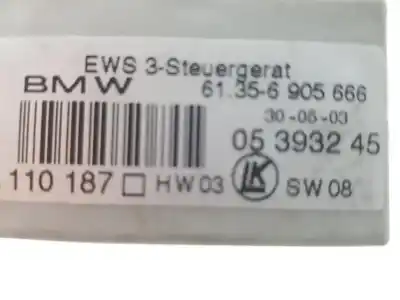 EWS 3-Steuergerat
BMW 61.35-6 905 666
30-06-03
05 3932 45
110 187 HW 03 LK SW 08